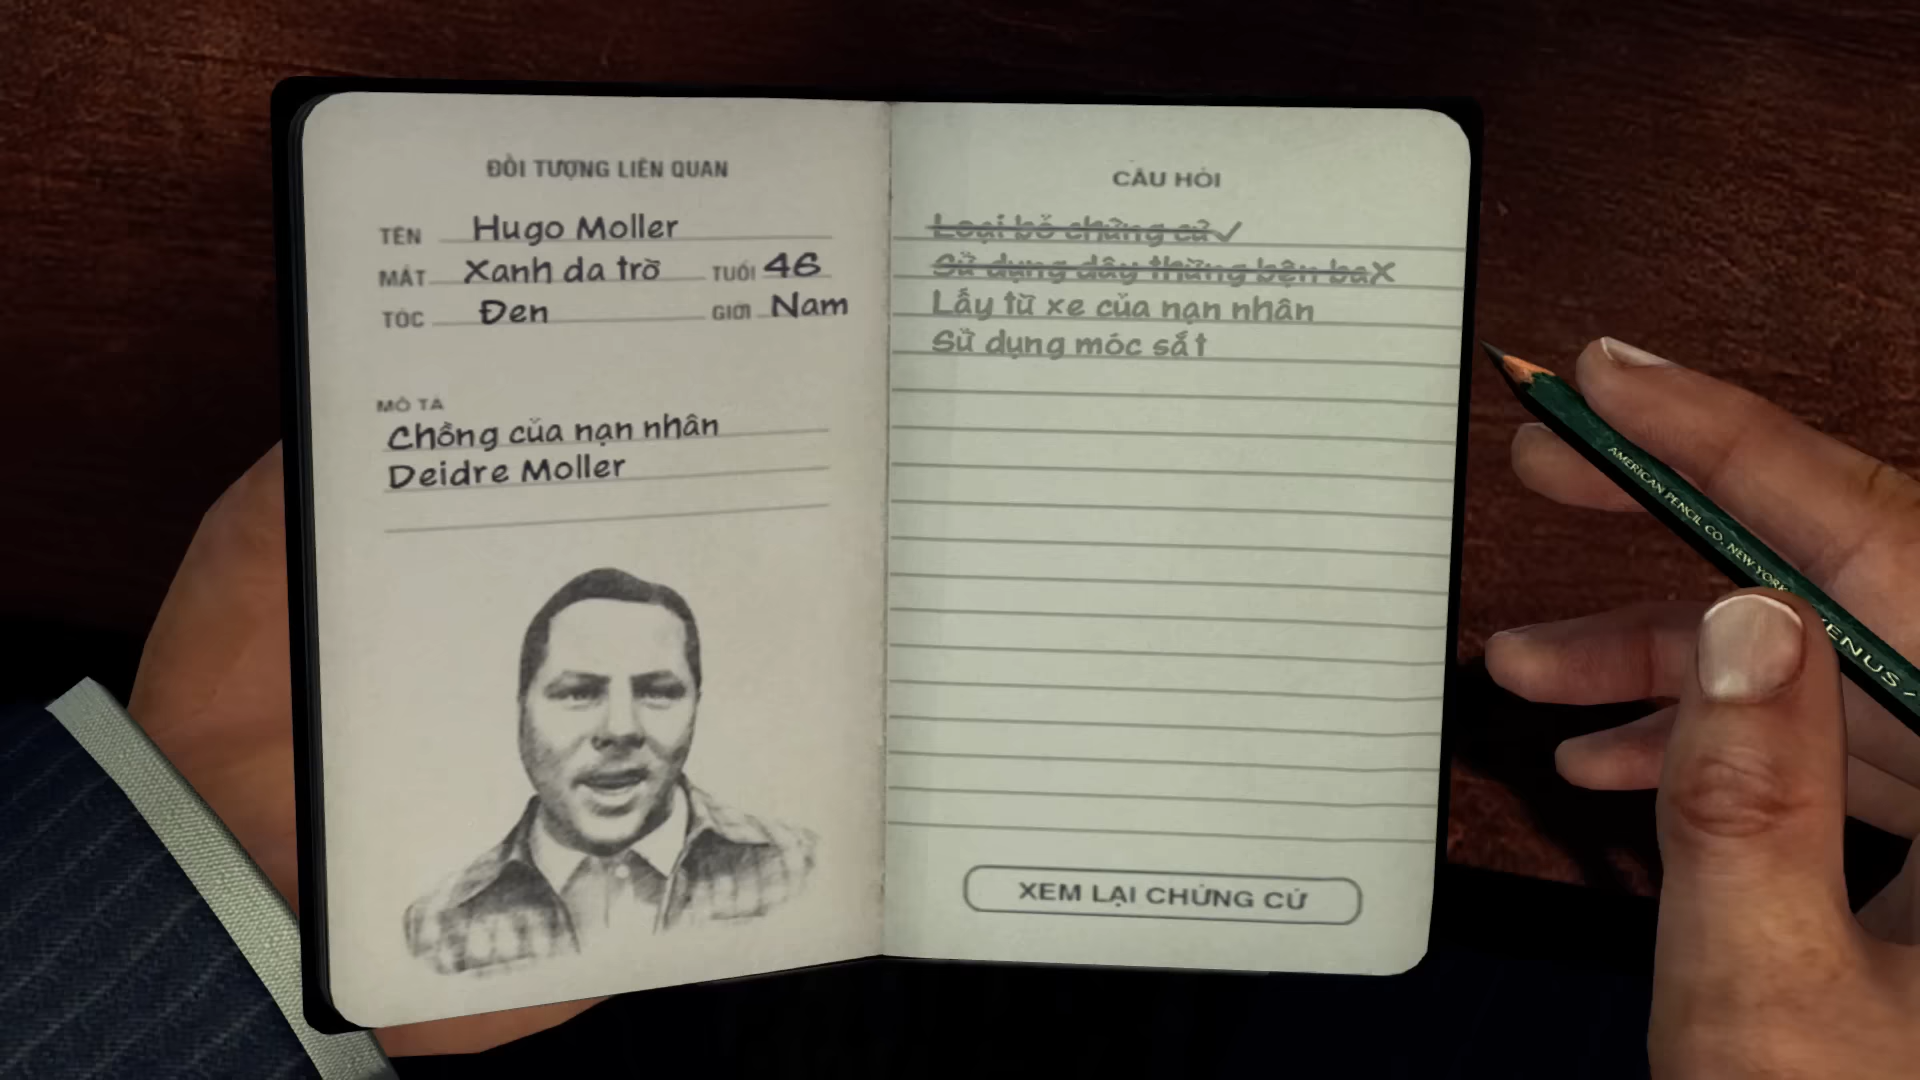 ĐỐI TƯỢNG LIÊN QUAN
TÊN Hugo Moller
MẮT Xanh da trờ TUỔI 46
TÓC Đen GIỚI Nam
MÔ TẢ
Chồng của nạn nhân
Deidre Moller
CÂU HỎI
Loại bỏ chứng cứ ✓
Sử dụng dây thừng bện ba X
Lấy từ xe của nạn nhân
Sử dụng móc sắt
XEM LẠI CHỨNG CỨ
AMERICAN PENCIL CO. NEW YORK
VENUS